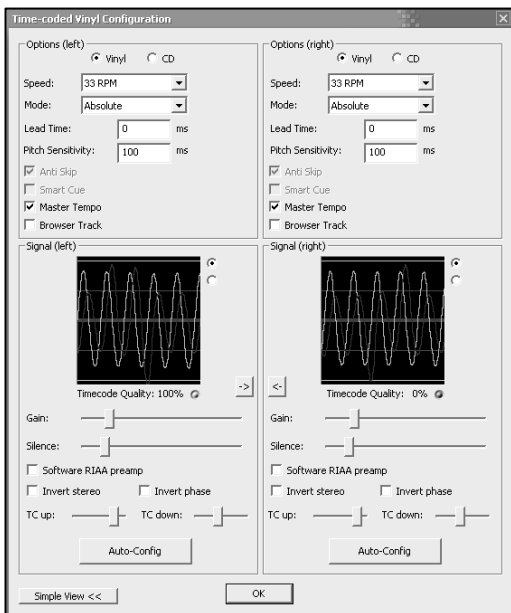 Time-coded Vinyl Configuration
Options (left)
Vinyl CD
Speed: 33 RPM
Mode: Absolute
Lead Time: 0 ms
Pitch Sensitivity: 100 ms
Anti Skip
Smart Cue
Master Tempo
Browser Track
Options (right)
Vinyl CD
Speed: 33 RPM
Mode: Absolute
Lead Time: 0 ms
Pitch Sensitivity: 100 ms
Anti Skip
Smart Cue
Master Tempo
Browser Track
Signal (left)
Timecode Quality: 100%
->
Gain:
Silence:
Software RIAA preamp
Invert stereo Invert phase
TC up: TC down:
Auto-Config
Signal (right)
Timecode Quality: 0%
<-
Gain:
Silence:
Software RIAA preamp
Invert stereo Invert phase
TC up: TC down:
Auto-Config
Simple View <<
OK